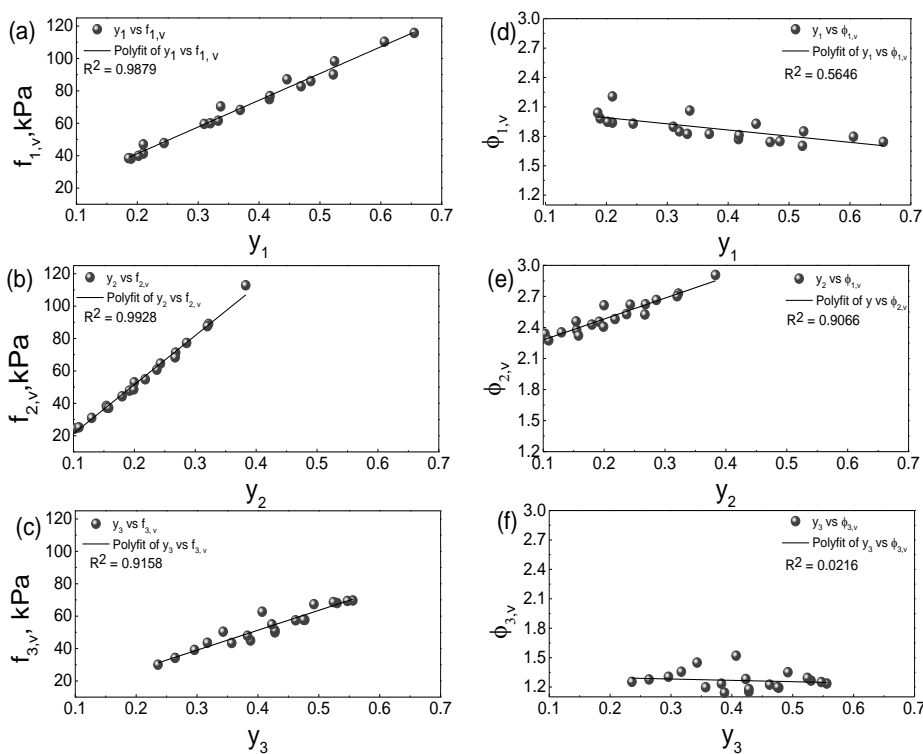 (a)
y1 vs f1,v
Polyfit of y1 vs f1, v
R2 = 0.9879
f1,v,kPa
120
100
80
60
40
20
0.1 0.2 0.3 0.4 0.5 0.6 0.7
y1
(d)
y1 vs ϕ1,v
Polyfit of y1 vs ϕ1,v
R2 = 0.5646
ϕ1,v
3.0
2.7
2.4
2.1
1.8
1.5
1.2
0.1 0.2 0.3 0.4 0.5 0.6 0.7
y1
(b)
y2 vs f2,v
Polyfit of y2 vs f2,v
R2 = 0.9928
f2,v,kPa
120
100
80
60
40
20
0.1 0.2 0.3 0.4 0.5 0.6 0.7
y2
(e)
y2 vs ϕ1,v
Polyfit of y vs ϕ2,v
R2 = 0.9066
ϕ2,v
3.0
2.7
2.4
2.1
1.8
1.5
1.2
0.1 0.2 0.3 0.4 0.5 0.6 0.7
y2
(c)
y3 vs f3,v
Polyfit of y3 vs f3,v
R2 = 0.9158
f3,v, kPa
120
100
80
60
40
20
0.1 0.2 0.3 0.4 0.5 0.6 0.7
y3
(f)
y3 vs ϕ3,v
Polyfit of y3 vs ϕ3,v
R2 = 0.0216
ϕ3,v
3.0
2.7
2.4
2.1
1.8
1.5
1.2
0.1 0.2 0.3 0.4 0.5 0.6 0.7
y3